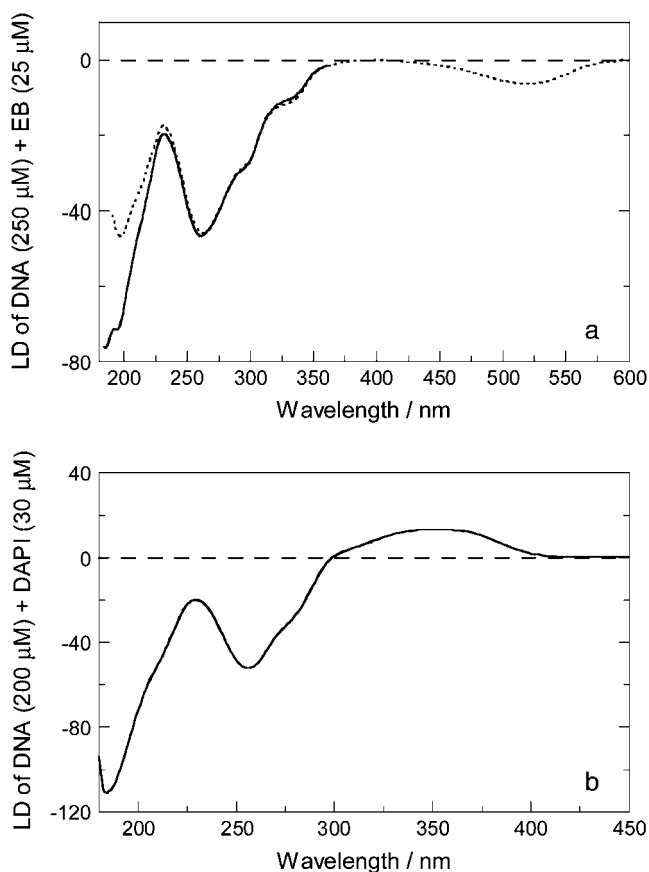 LD of DNA (250 μM) + EB (25 μM)
0
-40
-80
a
200 250 300 350 400 450 500 550 600
Wavelength / nm
LD of DNA (200 μM) + DAPI (30 μM)
40
0
-40
-80
-120
b
200 250 300 350 400 450
Wavelength / nm